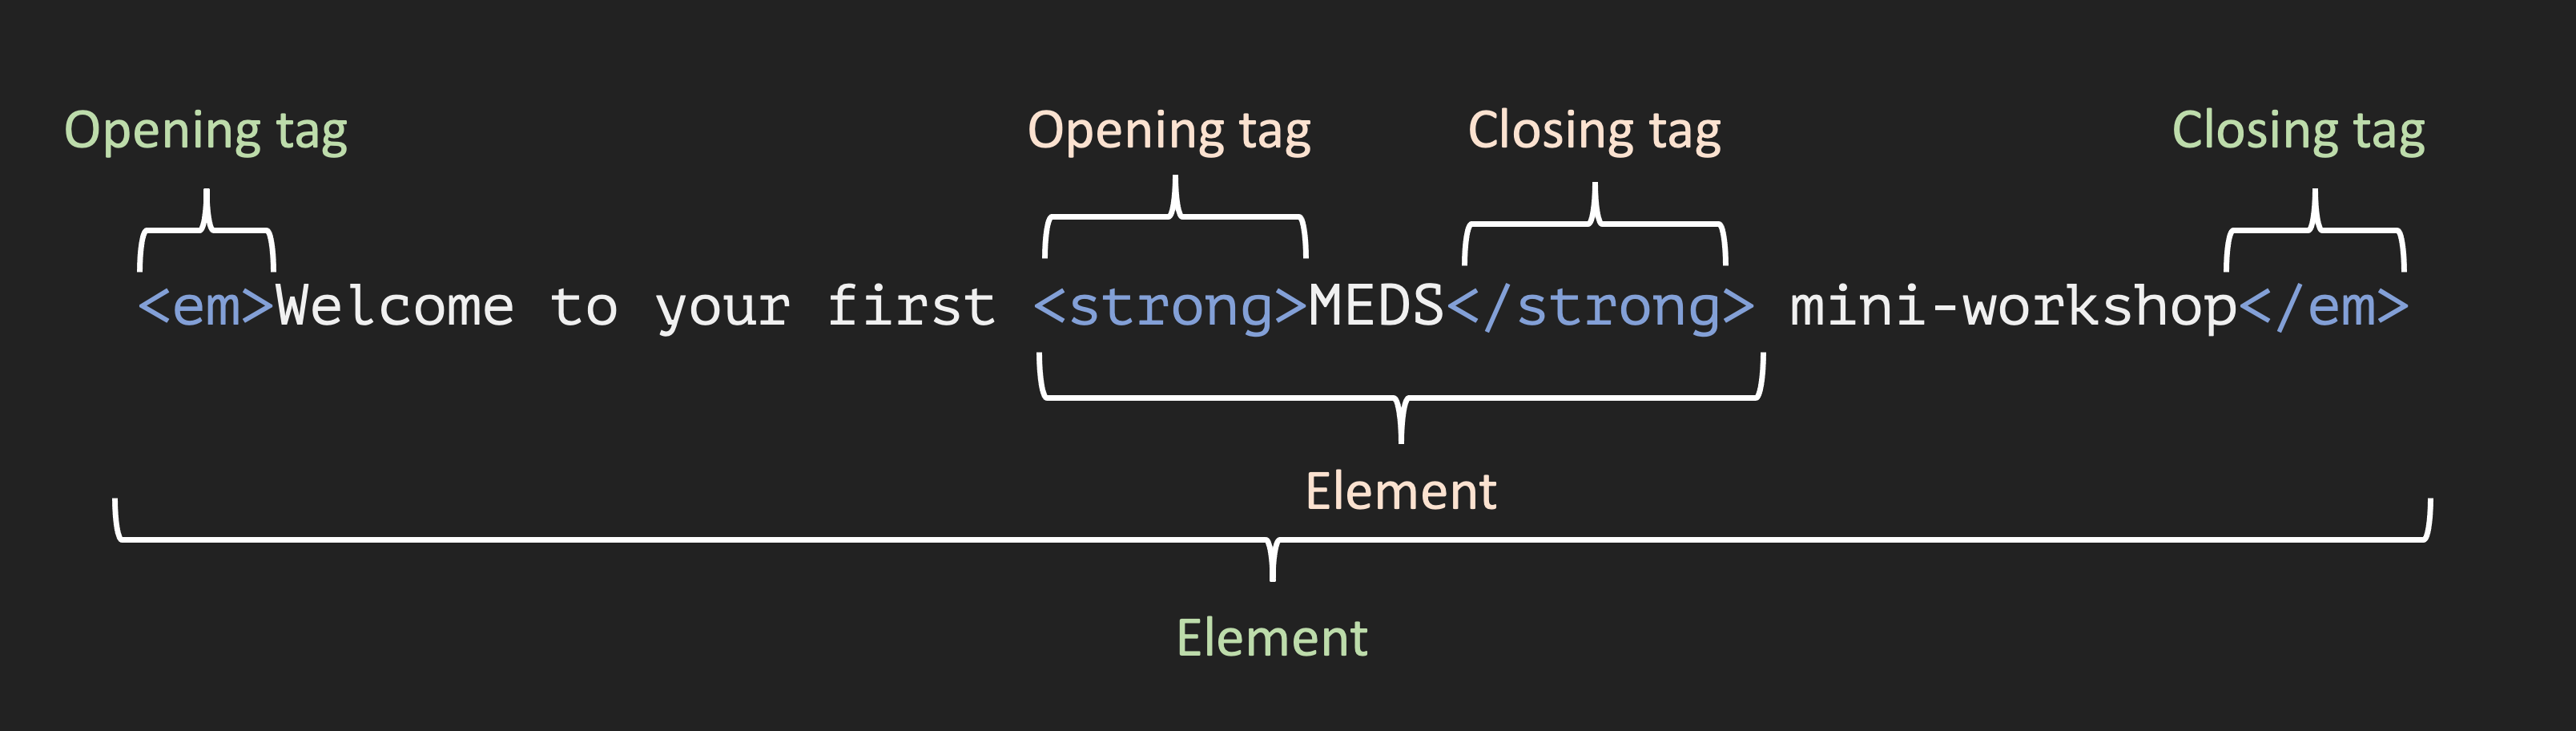 Opening tag
Opening tag
Closing tag
Closing tag
<em>Welcome to your first <strong>MEDS</strong> mini-workshop</em>
Element
Element